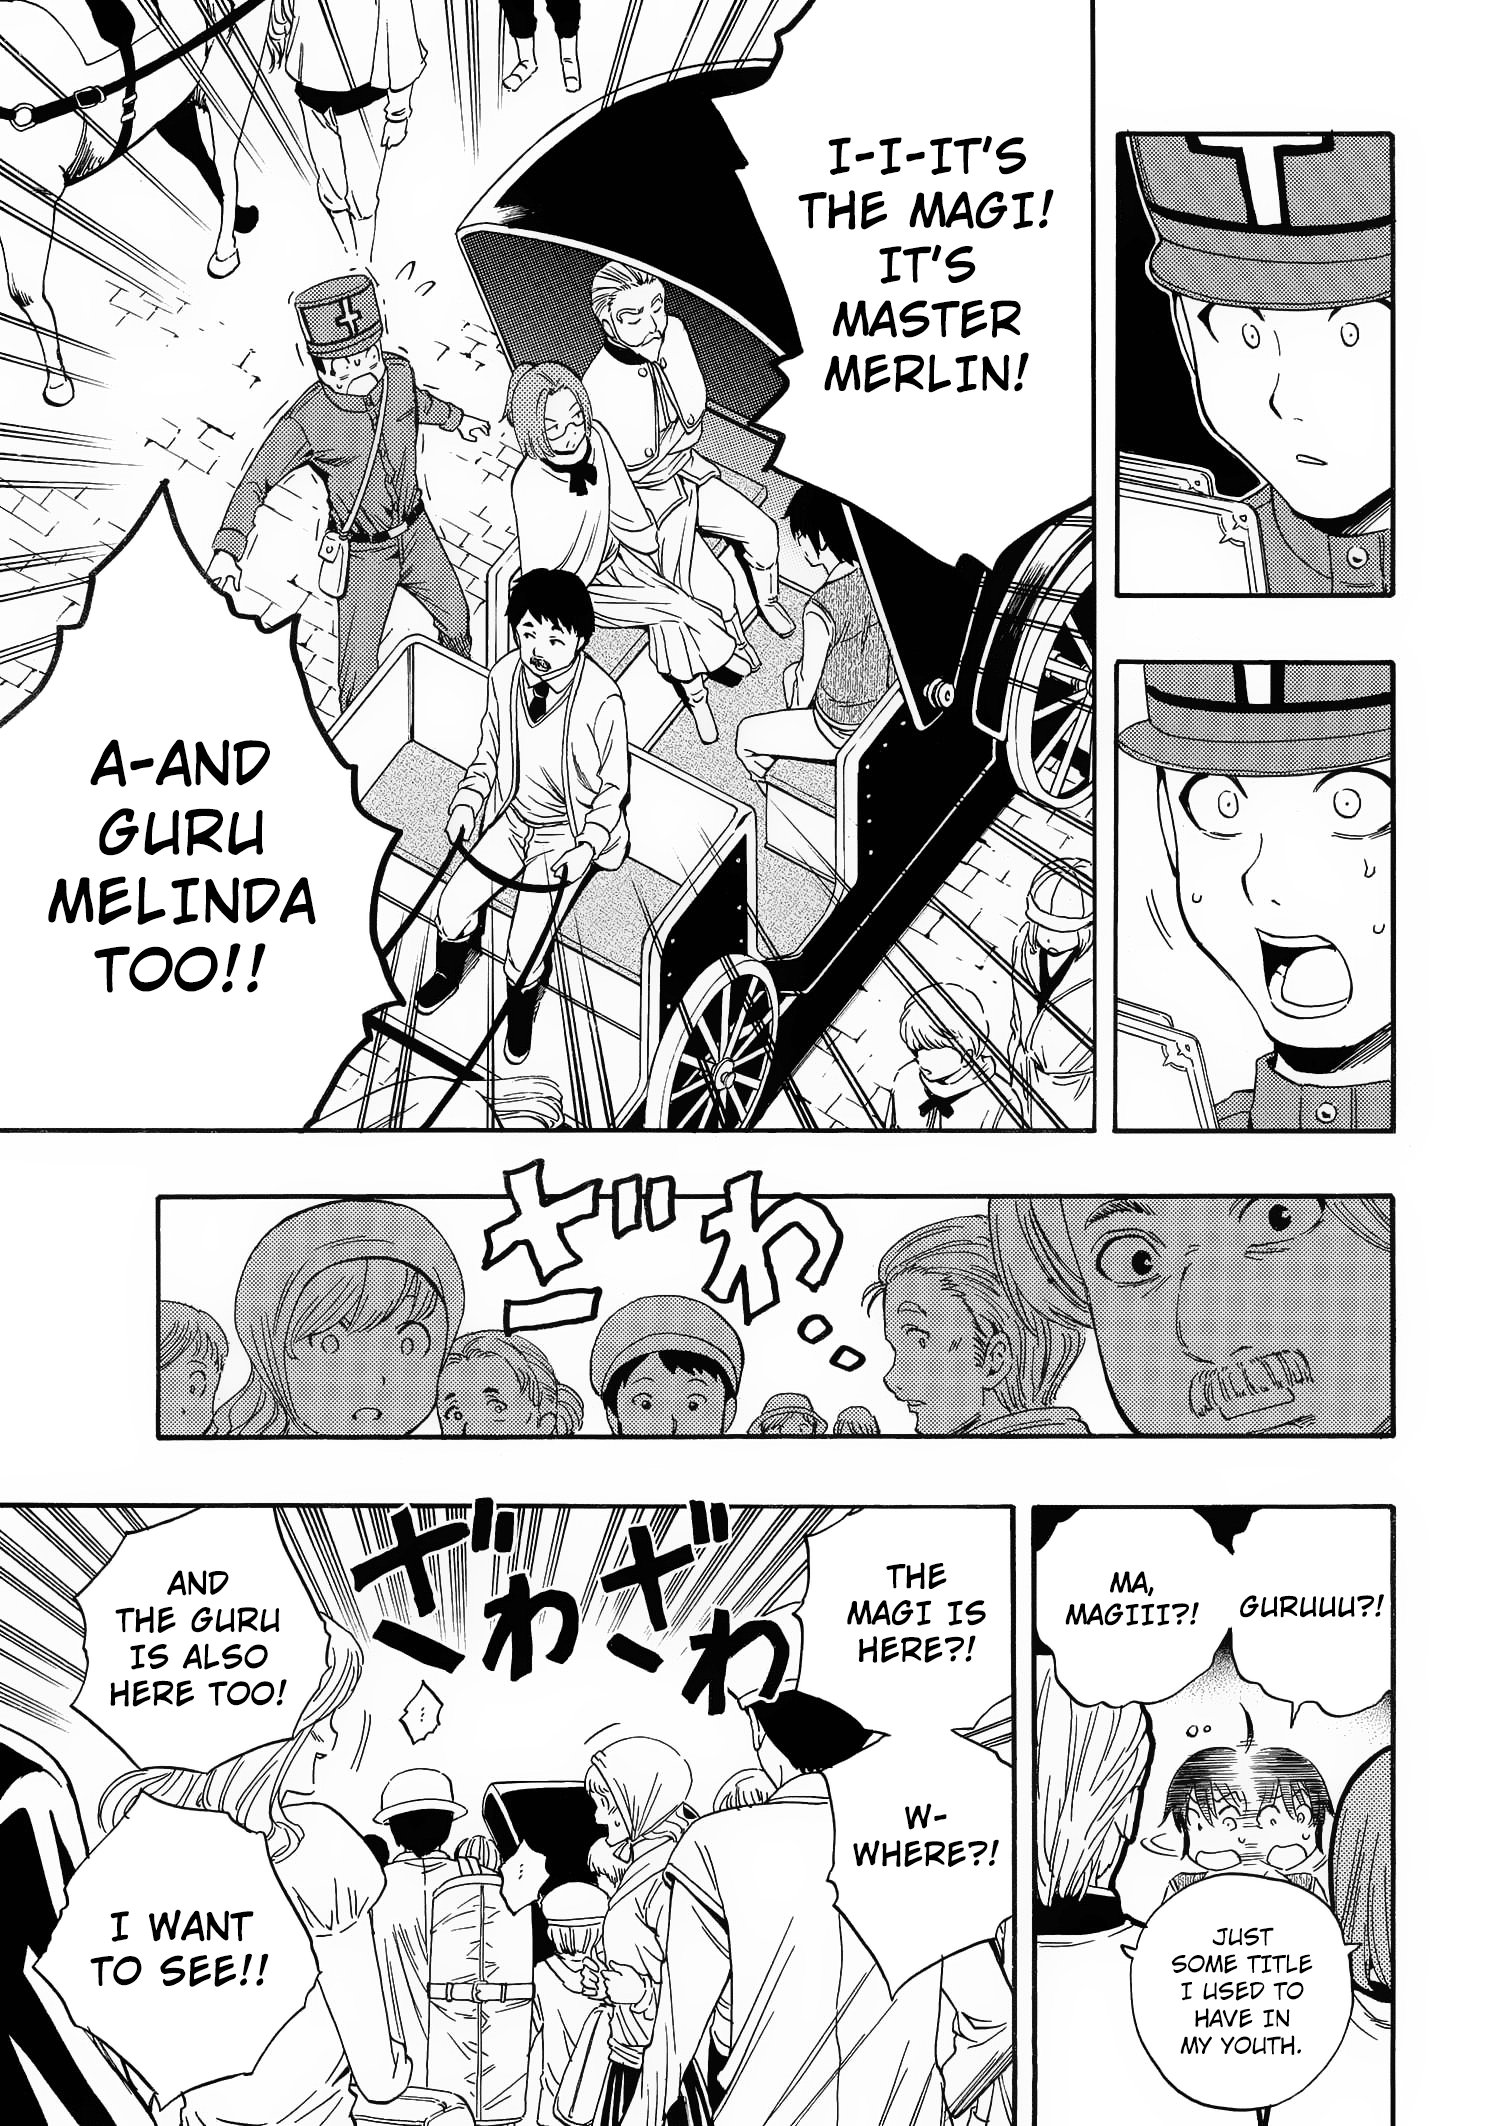 I-I-IT'S
THE MAGI!
IT'S
MASTER
MERLIN!
A-AND
GURU
MELINDA
TOO!!
ざわ・・
GURUUU?!
MA,
MAGIII?!
JUST
SOME TITLE
I USED TO
HAVE IN
MY YOUTH.
THE
MAGI IS
HERE?!
W-
WHERE?!
ざわざわ
AND
THE GURU
IS ALSO
HERE TOO!
I WANT
TO SEE!!